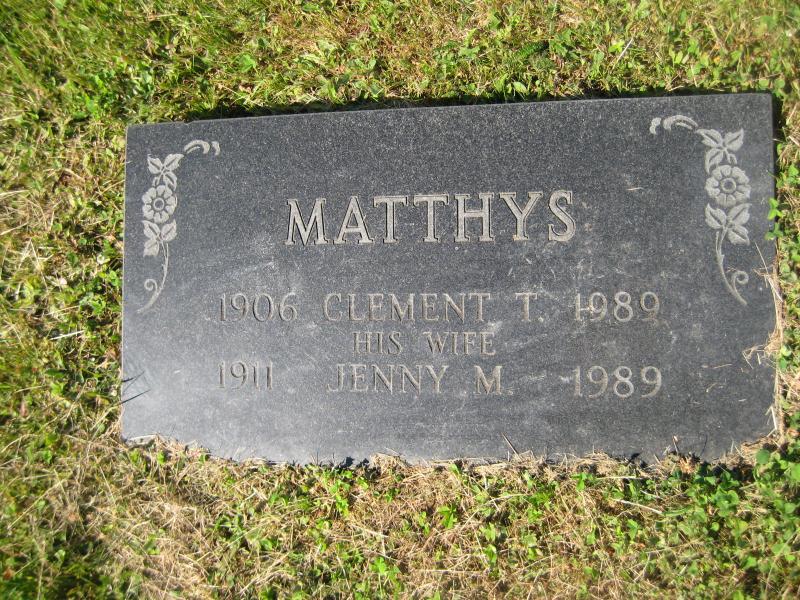 MATTHYS
1906 CLEMENT T. 1989
HIS WIFE
1911 JENNY M. 1989